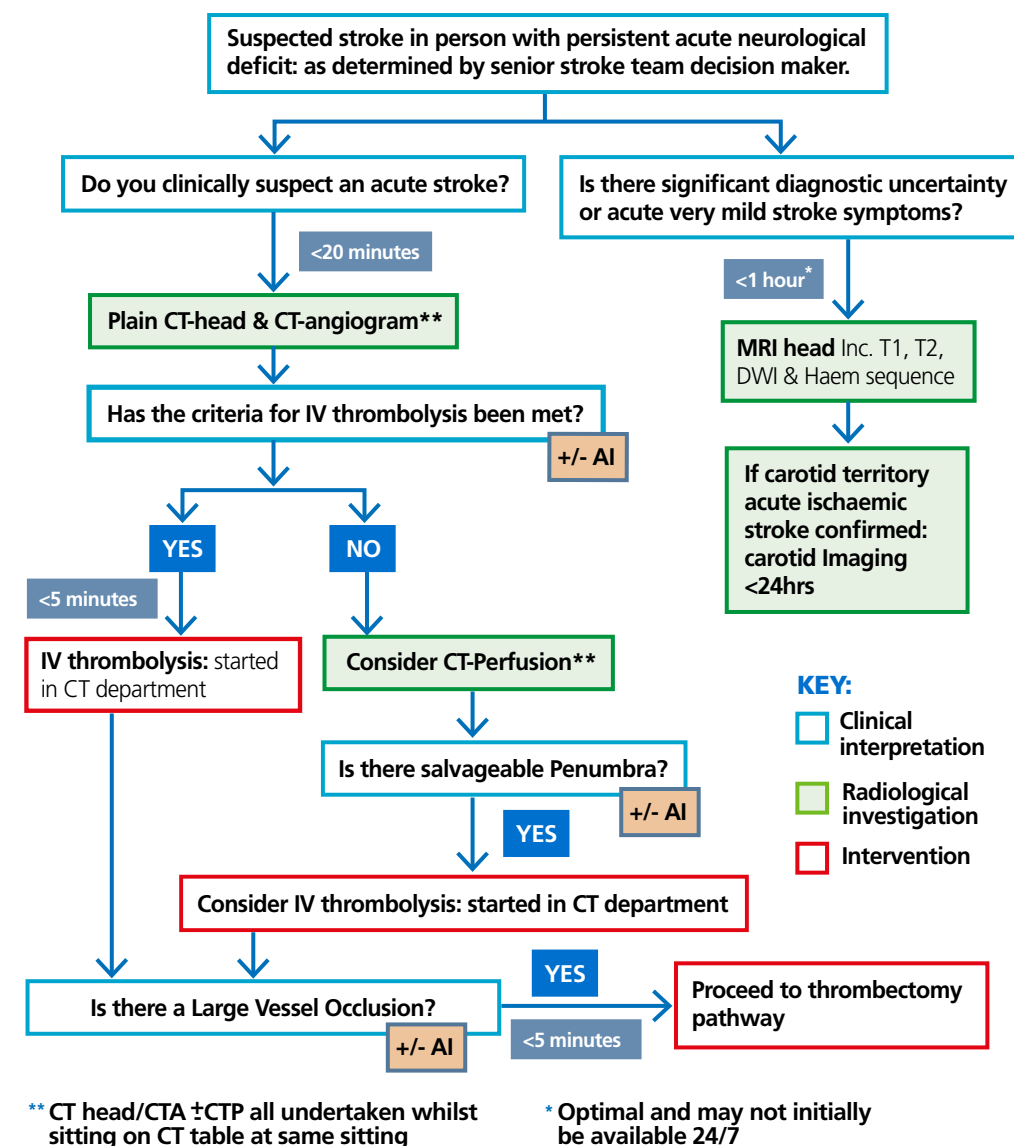 Suspected stroke in person with persistent acute neurological
deficit: as determined by senior stroke team decision maker.
Do you clinically suspect an acute stroke?
Is there significant diagnostic uncertainty
or acute very mild stroke symptoms?
<20 minutes
<1 hour*
Plain CT-head & CT-angiogram**
MRI head Inc. T1, T2,
DWI & Haem sequence
Has the criteria for IV thrombolysis been met?
+/- AI
If carotid territory
acute ischaemic
stroke confirmed:
carotid Imaging
<24hrs
YES
NO
<5 minutes
IV thrombolysis: started
in CT department
Consider CT-Perfusion**
KEY:
Clinical
interpretation
Radiological
investigation
Intervention
Is there salvageable Penumbra?
+/- AI
YES
Consider IV thrombolysis: started in CT department
Is there a Large Vessel Occlusion?
+/- AI
YES
<5 minutes
Proceed to thrombectomy
pathway
** CT head/CTA ±CTP all undertaken whilst
sitting on CT table at same sitting
* Optimal and may not initially
be available 24/7